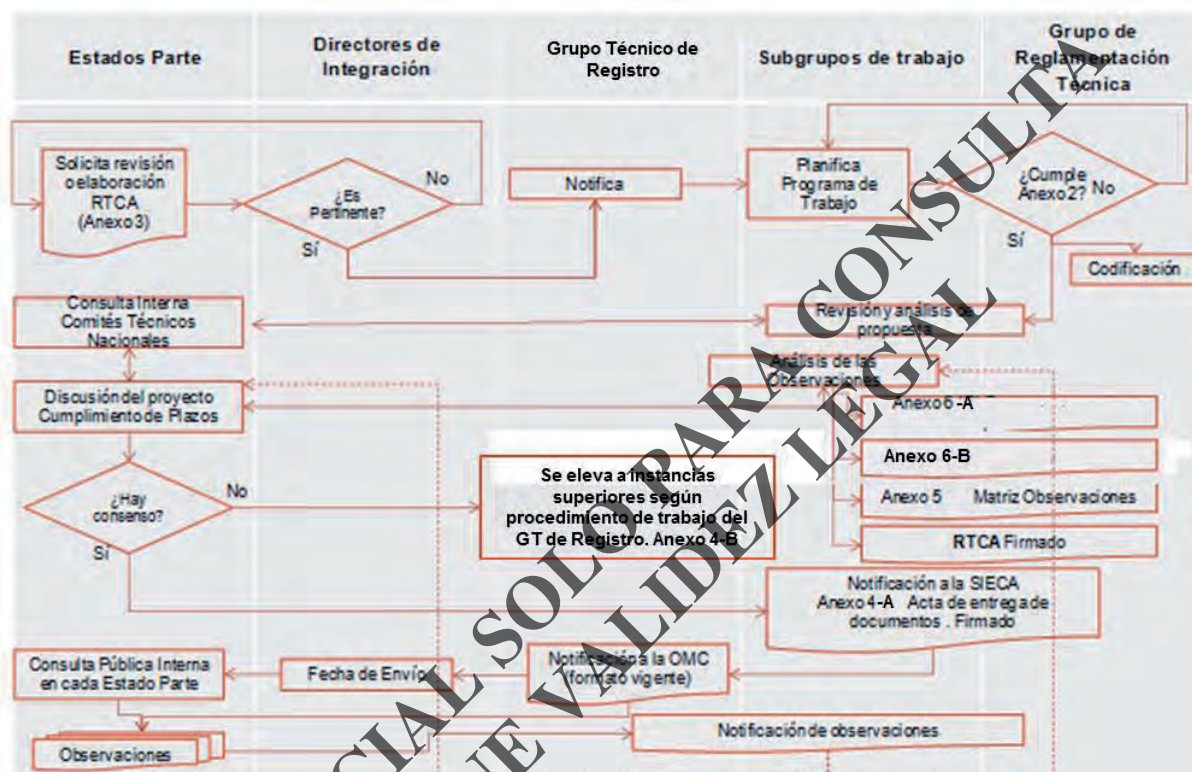 Estados Parte
Directores de
Integración
Grupo Técnico de
Registro
Subgrupos de trabajo
Grupo de
Reglamentación
Técnica
Solicita revisión
o elaboración
RTCA
(Anexo 3)
¿Es
Pertinente?
No
Sí
Notifica
Planifica
Programa de
Trabajo
¿Cumple
Anexo 2?
No
Sí
Codificación
Consulta Interna
Comités Técnicos
Nacionales
Revisión y análisis de
propuesta
Análisis de las
Observaciones
Discusión del proyecto
Cumplimiento de Plazos
Anexo 6 -A
Anexo 6-B
Anexo 5 Matriz Observaciones
RTCA Firmado
¿Hay
consenso?
No
Sí
Se eleva a instancias
superiores según
procedimiento de trabajo del
GT de Registro. Anexo 4-B
Notificación a la SIECA
Anexo 4-A Acta de entrega de
documentos . Firmado
Consulta Pública Interna
en cada Estado Parte
Fecha de Envío
Notificación a la OMC
(formato vigente)
Observaciones
Notificación de observaciones
CIAL SOLO PARA CONSULTA
NE VALIDEZ LEGAL